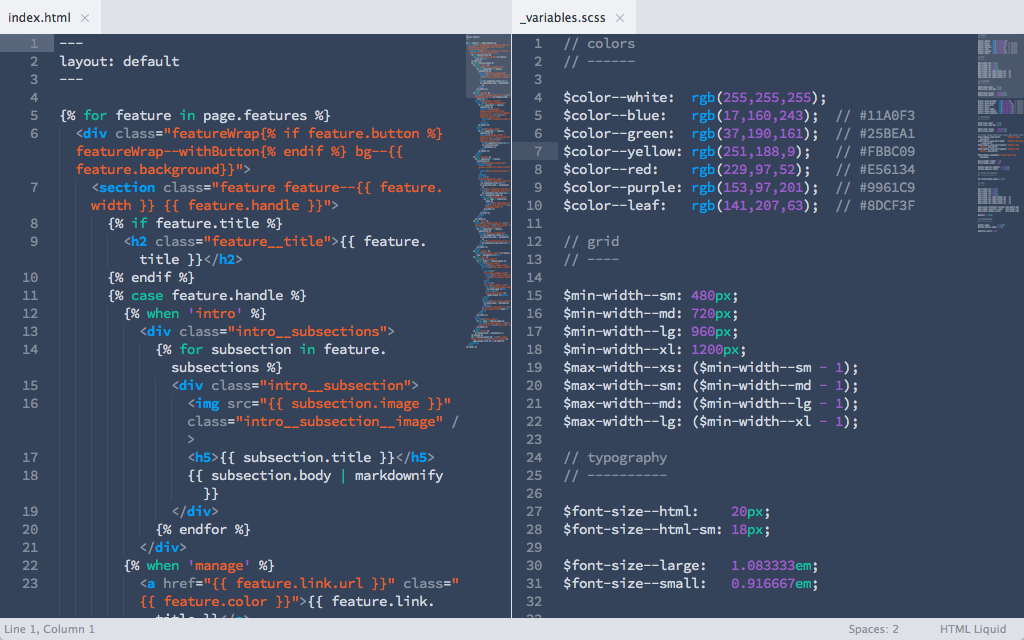 index.html ×
1 ---
2 layout: default
3 ---
4
5 {% for feature in page.features %}
6 <div class="featureWrap{% if feature.button %}
featureWrap--withButton{% endif %} bg--{{
feature.background}}">
7 <section class="feature feature--{{ feature.
width }} {{ feature.handle }}">
8 {% if feature.title %}
9 <h2 class="feature__title">{{ feature.
title }}</h2>
10 {% endif %}
11 {% case feature.handle %}
12 {% when 'intro' %}
13 <div class="intro__subsections">
14 {% for subsection in feature.
subsections %}
15 <div class="intro__subsection">
16 <img src="{{ subsection.image }}"
class="intro__subsection__image" /
>
17 <h5>{{ subsection.title }}</h5>
18 {{ subsection.body | markdownify
}}
19 </div>
20 {% endfor %}
21 </div>
22 {% when 'manage' %}
23 <a href="{{ feature.link.url }}" class="
{{ feature.color }}">{{ feature.link.
_variables.scss ×
1 // colors
2 // ------
3
4 $color--white: rgb(255,255,255);
5 $color--blue: rgb(17,160,243); // #11A0F3
6 $color--green: rgb(37,190,161); // #25BEA1
7 $color--yellow: rgb(251,188,9); // #FBBC09
8 $color--red: rgb(229,97,52); // #E56134
9 $color--purple: rgb(153,97,201); // #9961C9
10 $color--leaf: rgb(141,207,63); // #8DCF3F
11
12 // grid
13 // ----
14
15 $min-width--sm: 480px;
16 $min-width--md: 720px;
17 $min-width--lg: 960px;
18 $min-width--xl: 1200px;
19 $max-width--xs: ($min-width--sm - 1);
20 $max-width--sm: ($min-width--md - 1);
21 $max-width--md: ($min-width--lg - 1);
22 $max-width--lg: ($min-width--xl - 1);
23
24 // typography
25 // ----------
26
27 $font-size--html: 20px;
28 $font-size--html-sm: 18px;
29
30 $font-size--large: 1.083333em;
31 $font-size--small: 0.916667em;
32
Line 1, Column 1
Spaces: 2
HTML Liquid